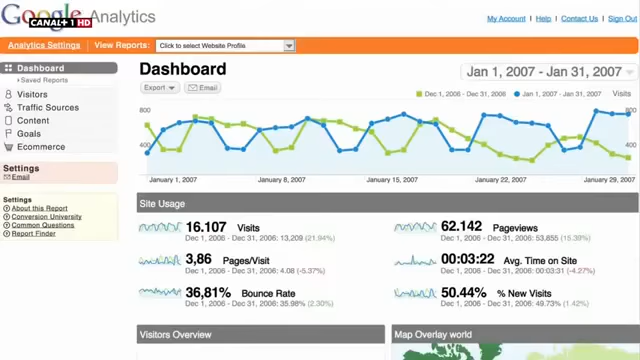 Google Analytics
CANAL+1 HD
My Account | Help | Contact Us | Sign Out
Analytics Settings | View Reports: Click to select Website Profile
Dashboard
Saved Reports
Visitors
Traffic Sources
Content
Goals
Ecommerce
Settings
Email
Settings
About this Report
Conversion University
Common Questions
Report Finder
Dashboard
Jan 1, 2007 - Jan 31, 2007
Export
Email
Dec 1, 2006 - Dec 31, 2006 Jan 1, 2007 - Jan 31, 2007 Visits
800 800
400 400
January 1, 2007 January 8, 2007 January 15, 2007 January 22, 2007 January 29, 2007
Site Usage
16.107 Visits
Dec 1, 2006 - Dec 31, 2006: 13,209 (21.94%)
62.142 Pageviews
Dec 1, 2006 - Dec 31, 2006: 53,855 (15.39%)
3,86 Pages/Visit
Dec 1, 2006 - Dec 31, 2006: 4.08 (-5.37%)
00:03:22 Avg. Time on Site
Dec 1, 2006 - Dec 31, 2006: 00:03:31 (-4.27%)
36,81% Bounce Rate
Dec 1, 2006 - Dec 31, 2006: 35.98% (2.30%)
50.44% % New Visits
Dec 1, 2006 - Dec 31, 2006: 49.73% (1.42%)
Visitors Overview
Map Overlay world